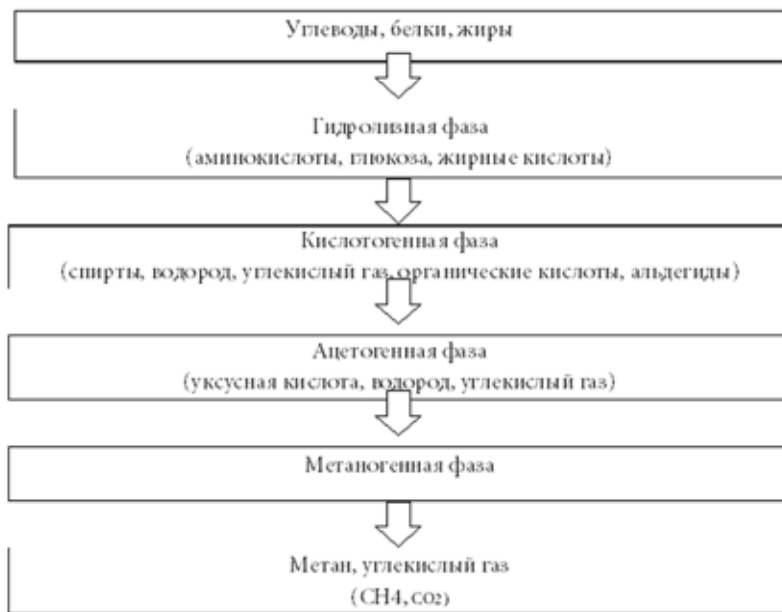 Углеводы, белки, жиры
Гидролизная фаза
(аминокислоты, глюкоза, жирные кислоты)
Кислотогенная фаза
(спирты, водород, углекислый газ, органические кислоты, альдегиды)
Ацетогенная фаза
(уксусная кислота, водород, углекислый газ)
Метаногенная фаза
Метан, углекислый газ
(CH4, CO2)